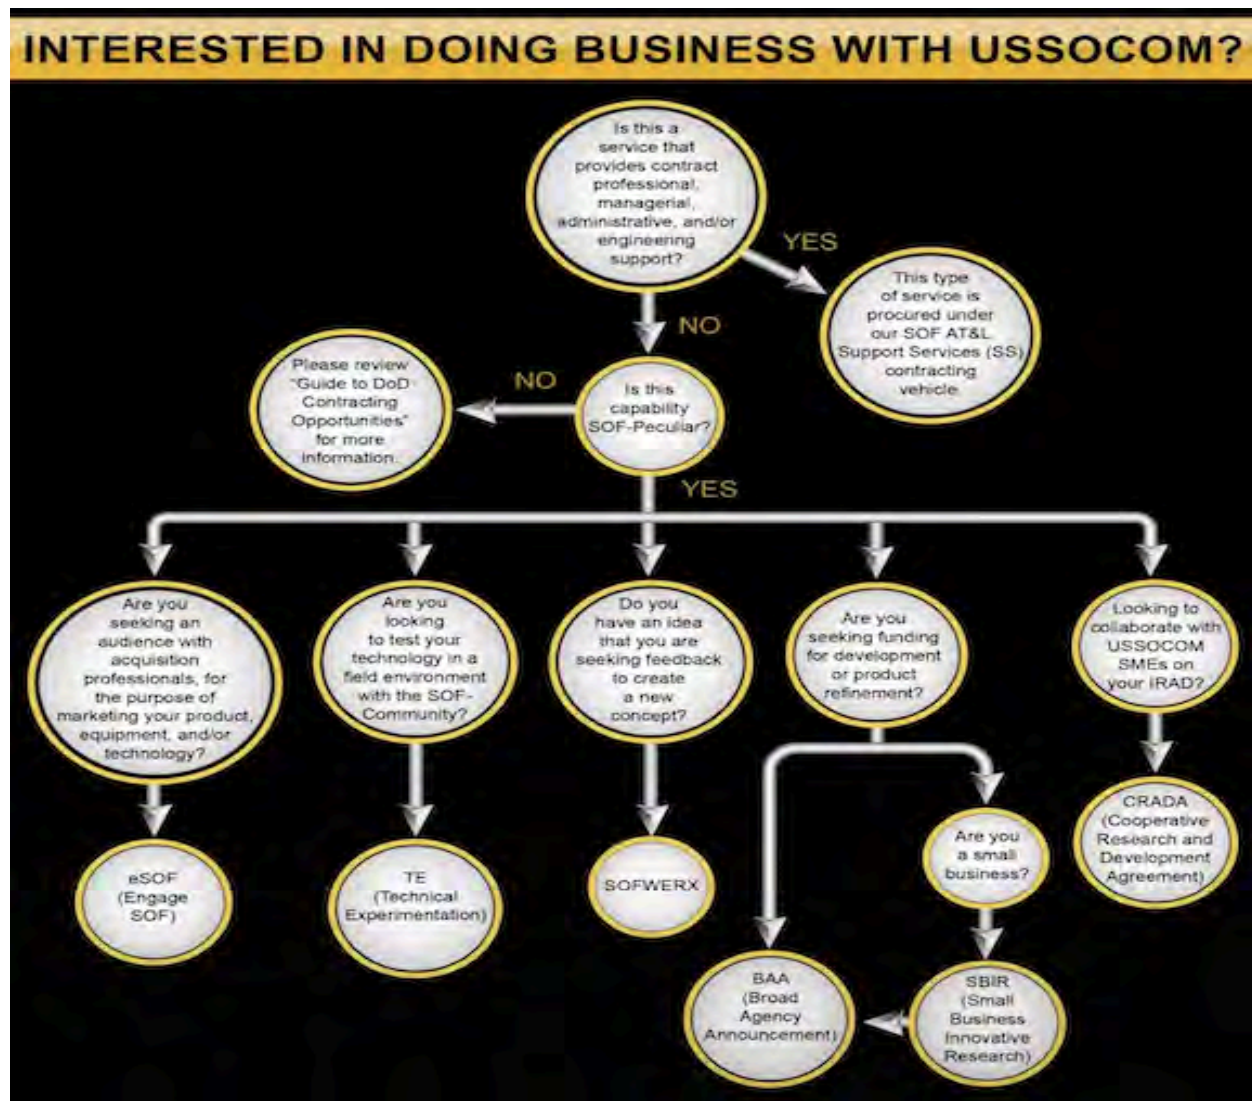 INTERESTED IN DOING BUSINESS WITH USSOCOM?
Is this a
service that
provides contract
professional,
managerial,
administrative, and/or
engineering
support?
YES
This type
of service is
procured under
our SOF AT&L
Support Services (SS)
contracting
vehicle.
NO
Is this
capability
SOF-Peculiar?
NO
Please review
"Guide to DoD
Contracting
Opportunities"
for more
information.
YES
Are you
seeking an
audience with
acquisition
professionals, for
the purpose of
marketing your product,
equipment, and/or
technology?
Are you
looking
to test your
technology in a
field environment
with the SOF-
Community?
Do you
have an idea
that you are
seeking feedback
to create
a new
concept?
Are you
seeking funding
for development
or product
refinement?
Looking to
collaborate with
USSOCOM
SMEs on
your IRAD?
eSOF
(Engage
SOF)
TE
(Technical
Experimentation)
SOFWERX
Are you
a small
business?
CRADA
(Cooperative
Research and
Development
Agreement)
BAA
(Broad
Agency
Announcement)
SBIR
(Small
Business
Innovative
Research)